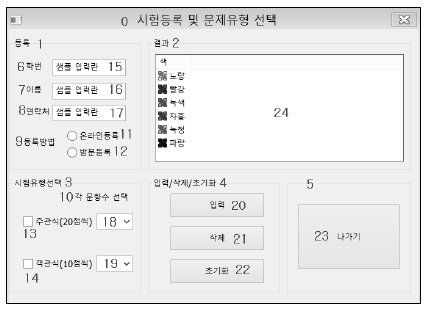 0 시험등록 및 문제유형 선택
등록 1
6학번 샘플 입력란 15
7이름 샘플 입력란 16
8연락처 샘플 입력란 17
9등록방법 온라인등록11
방문등록 12
결과 2
색
노랑
빨강
녹색
자홍
녹청
파랑
24
시험유형선택 3
10각 문항수 선택
주관식(20점씩) 18
13
객관식(10점씩) 19
14
입력/삭제/초기화 4
입력 20
삭제 21
초기화 22
5
23 나가기